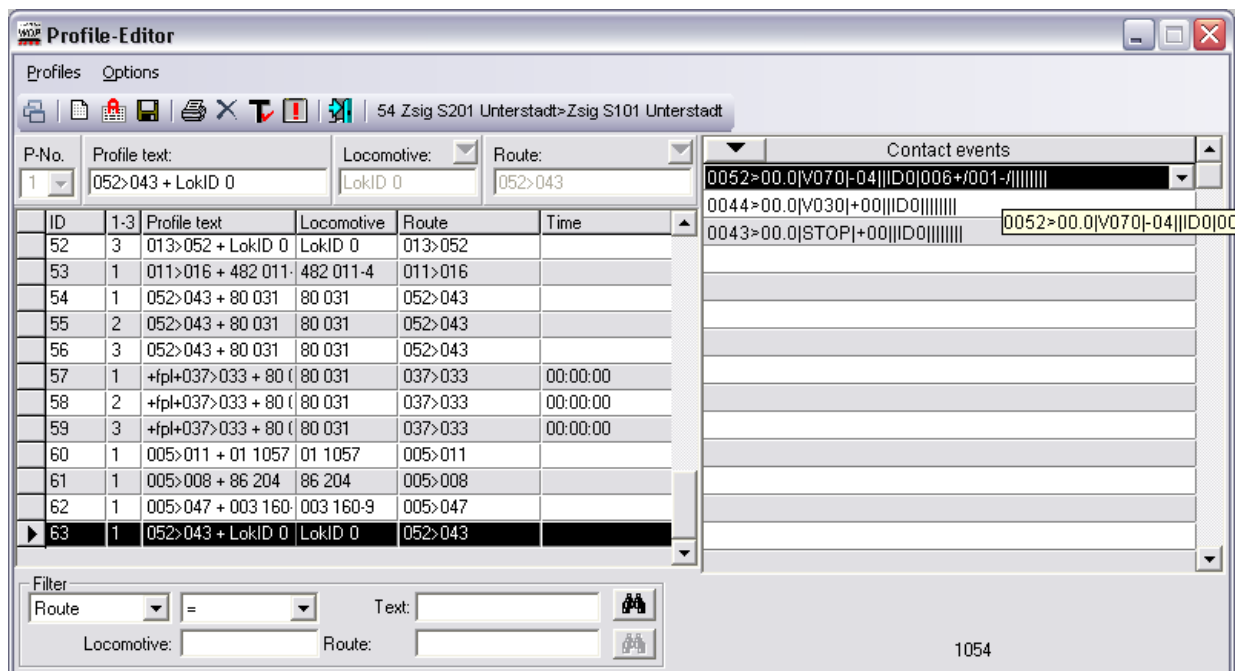 WDP Profile-Editor
Profiles Options
54 Zsig S201 Unterstadt>Zsig S101 Unterstadt
P-No. Profile text: Locomotive: Route: Contact events
1 052>043 + LokID 0 LokID 0 052>043
0052>00.0|V070|-04||ID0|006+/001-/||||||||
0044>00.0|V030|+00||ID0||||||||
0052>00.0|V070|-04||ID0|00
0043>00.0|STOP|+00||ID0||||||||
ID 1-3 Profile text Locomotive Route Time
52 3 013>052 + LokID 0 LokID 0 013>052
53 1 011>016 + 482 011- 482 011-4 011>016
54 1 052>043 + 80 031 80 031 052>043
55 2 052>043 + 80 031 80 031 052>043
56 3 052>043 + 80 031 80 031 052>043
57 1 +fpl+037>033 + 80 ( 80 031 037>033 00:00:00
58 2 +fpl+037>033 + 80 ( 80 031 037>033 00:00:00
59 3 +fpl+037>033 + 80 ( 80 031 037>033 00:00:00
60 1 005>011 + 01 1057 01 1057 005>011
61 1 005>008 + 86 204 86 204 005>008
62 1 005>047 + 003 160- 003 160-9 005>047
63 1 052>043 + LokID 0 LokID 0 052>043
Filter
Route = Text:
Locomotive: Route:
1054